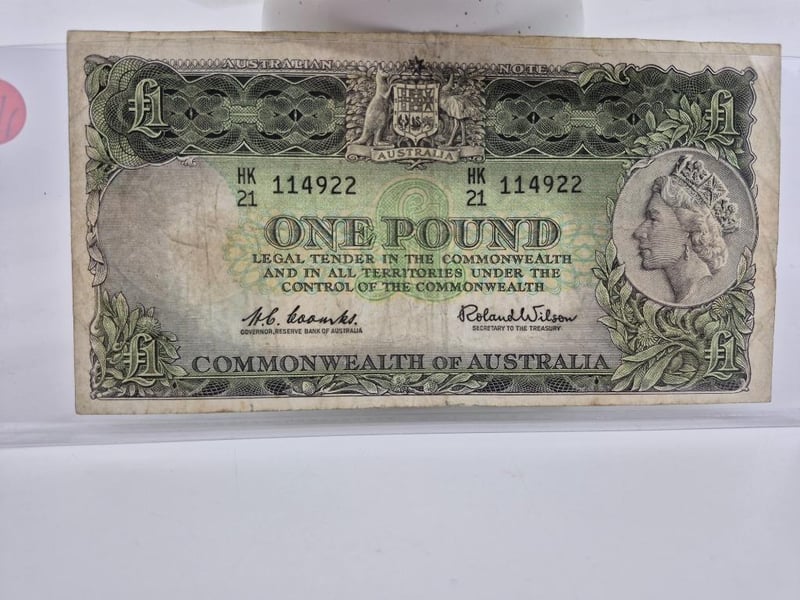 AUSTRALIAN NOTE
£1 £1
AUSTRALIA
HK 21 114922 HK 21 114922
ONE POUND
LEGAL TENDER IN THE COMMONWEALTH
AND IN ALL TERRITORIES UNDER THE
CONTROL OF THE COMMONWEALTH
H.C. Coombs. Roland Wilson
GOVERNOR, RESERVE BANK OF AUSTRALIA SECRETARY TO THE TREASURY
£1 COMMONWEALTH OF AUSTRALIA £1